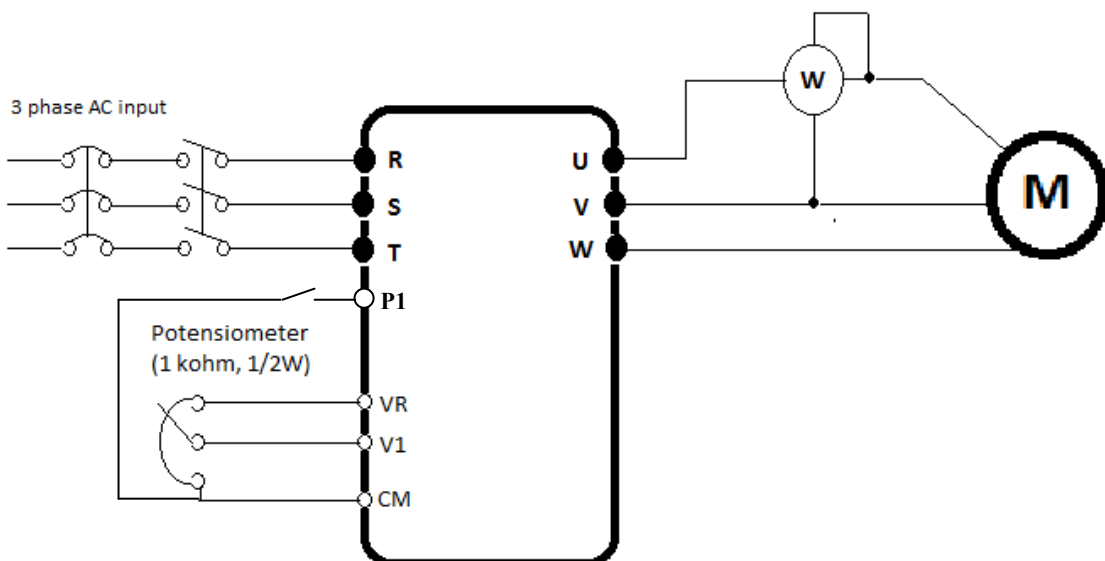 W
3 phase AC input
R
U
S
V
M
T
W
P1
Potensiometer
(1 kohm, 1/2W)
VR
V1
CM